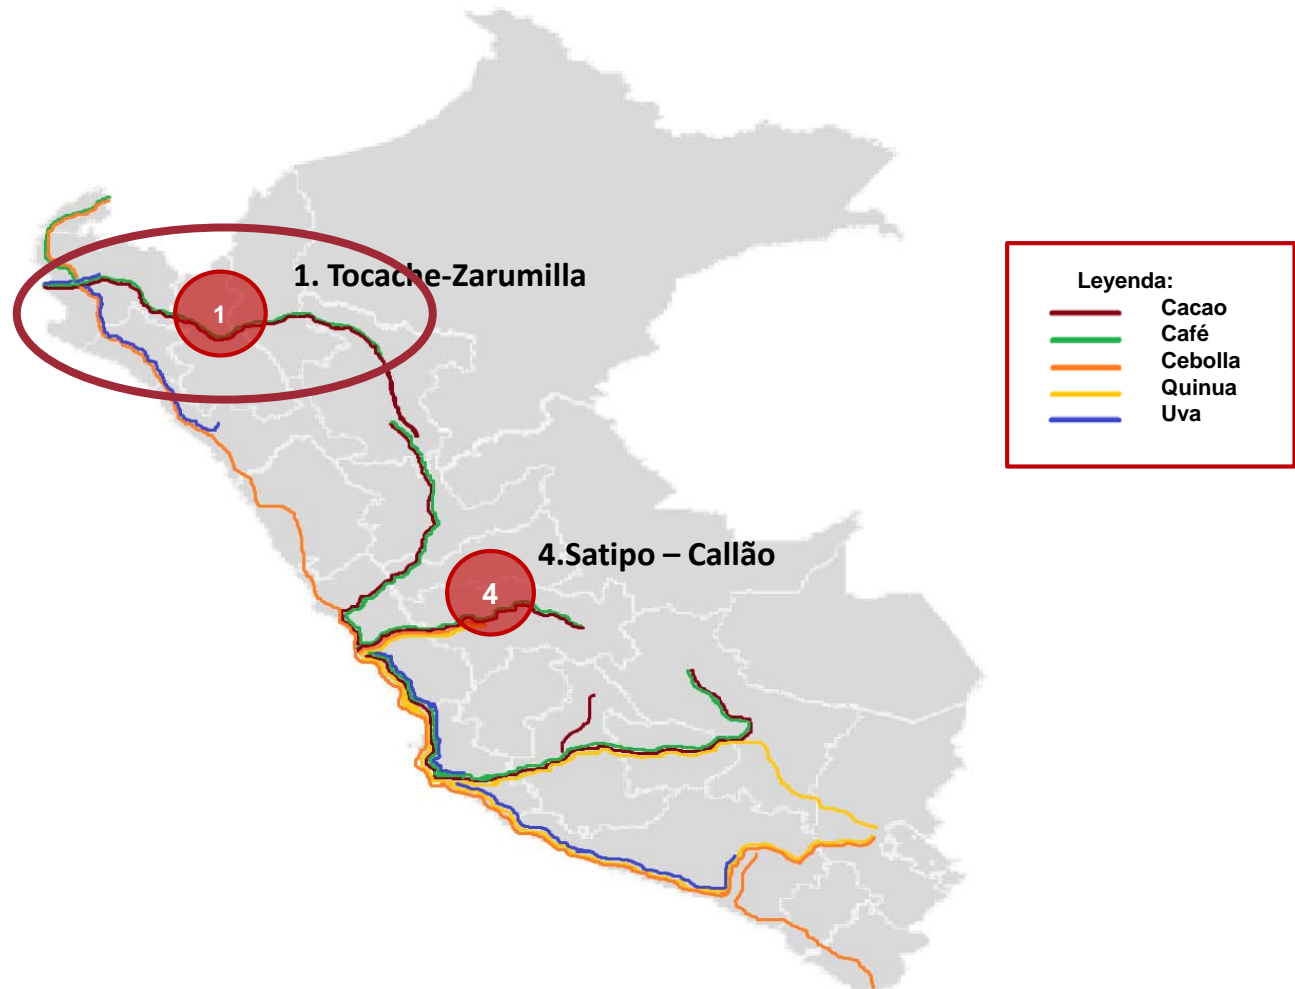 1. Tocache-Zarumilla
1
4.Satipo – Callão
4
Leyenda:
Cacao
Café
Cebolla
Quinua
Uva